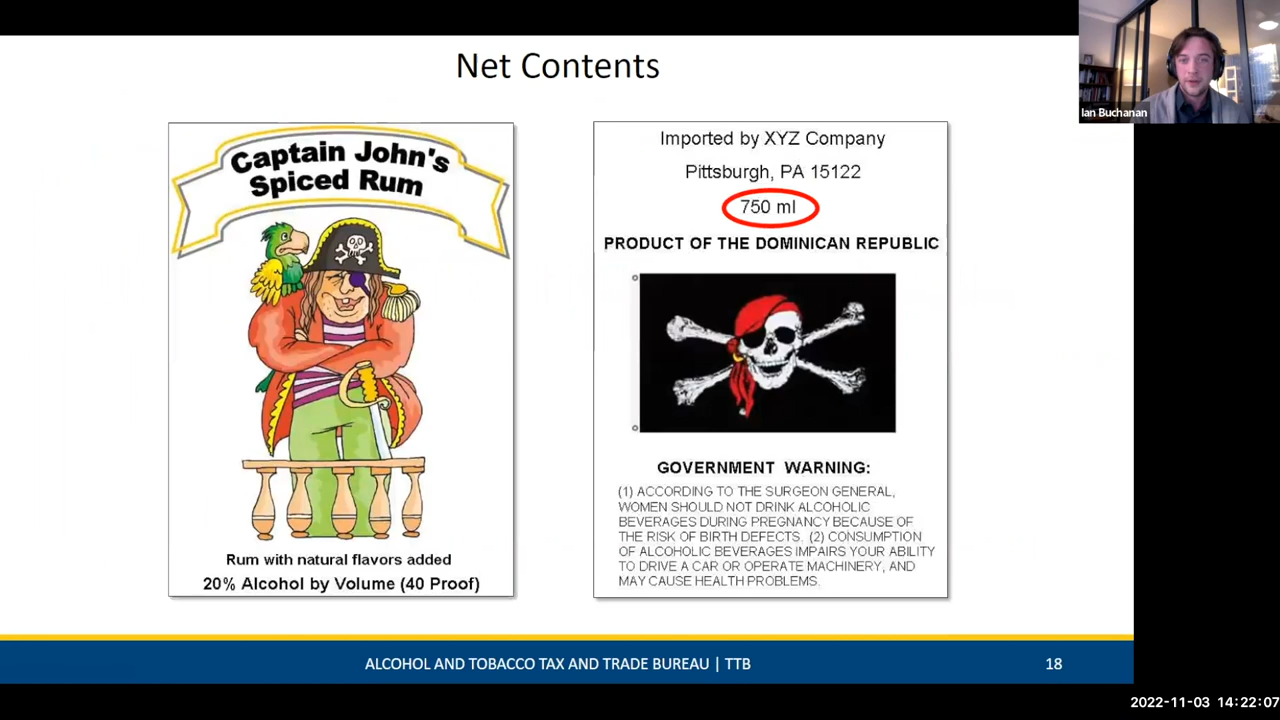 Net Contents
Ian Buchanan
Captain John's
Spiced Rum
Rum with natural flavors added
20% Alcohol by Volume (40 Proof)
Imported by XYZ Company
Pittsburgh, PA 15122
750 ml
PRODUCT OF THE DOMINICAN REPUBLIC
GOVERNMENT WARNING:
(1) ACCORDING TO THE SURGEON GENERAL,
WOMEN SHOULD NOT DRINK ALCOHOLIC
BEVERAGES DURING PREGNANCY BECAUSE OF
THE RISK OF BIRTH DEFECTS. (2) CONSUMPTION
OF ALCOHOLIC BEVERAGES IMPAIRS YOUR ABILITY
TO DRIVE A CAR OR OPERATE MACHINERY, AND
MAY CAUSE HEALTH PROBLEMS.
ALCOHOL AND TOBACCO TAX AND TRADE BUREAU | TTB
18
2022-11-03 14:22:07